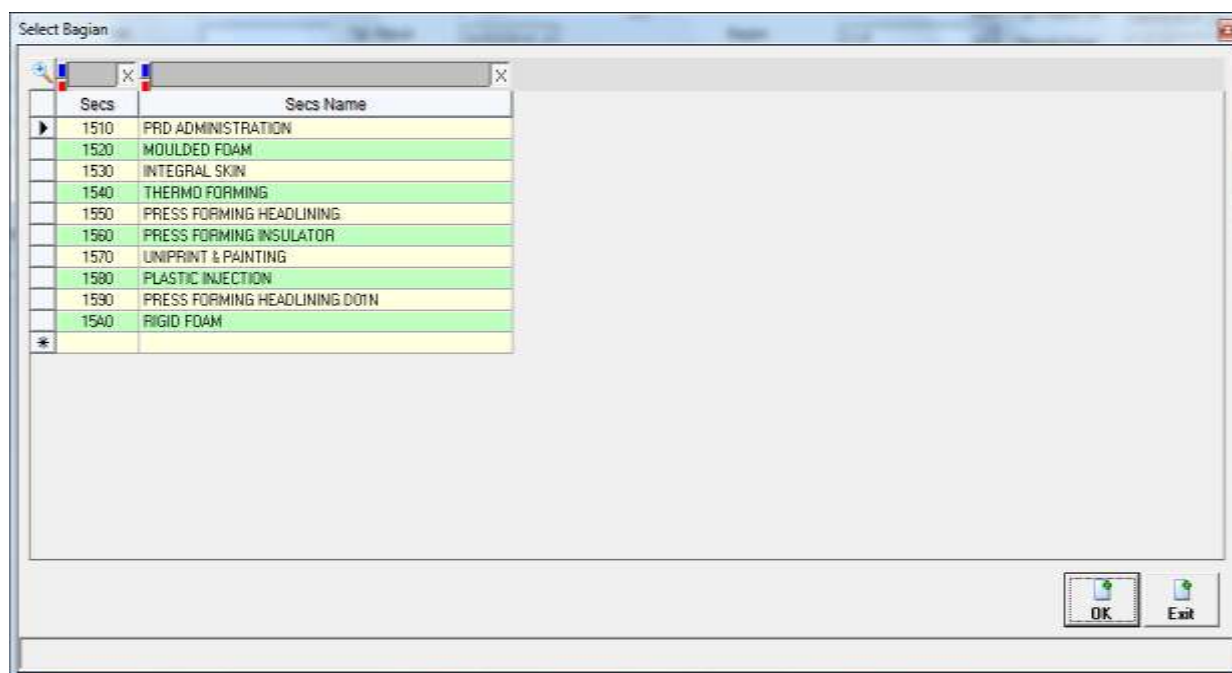 Select Bagian
X X
Secs Secs Name
1510 PRD ADMINISTRATION
1520 MOULDED FOAM
1530 INTEGRAL SKIN
1540 THERMO FORMING
1550 PRESS FORMING HEADLINING
1560 PRESS FORMING INSULATOR
1570 UNIPRINT & PAINTING
1580 PLASTIC INJECTION
1590 PRESS FORMING HEADLINING D01N
15A0 RIGID FOAM
*
OK Exit